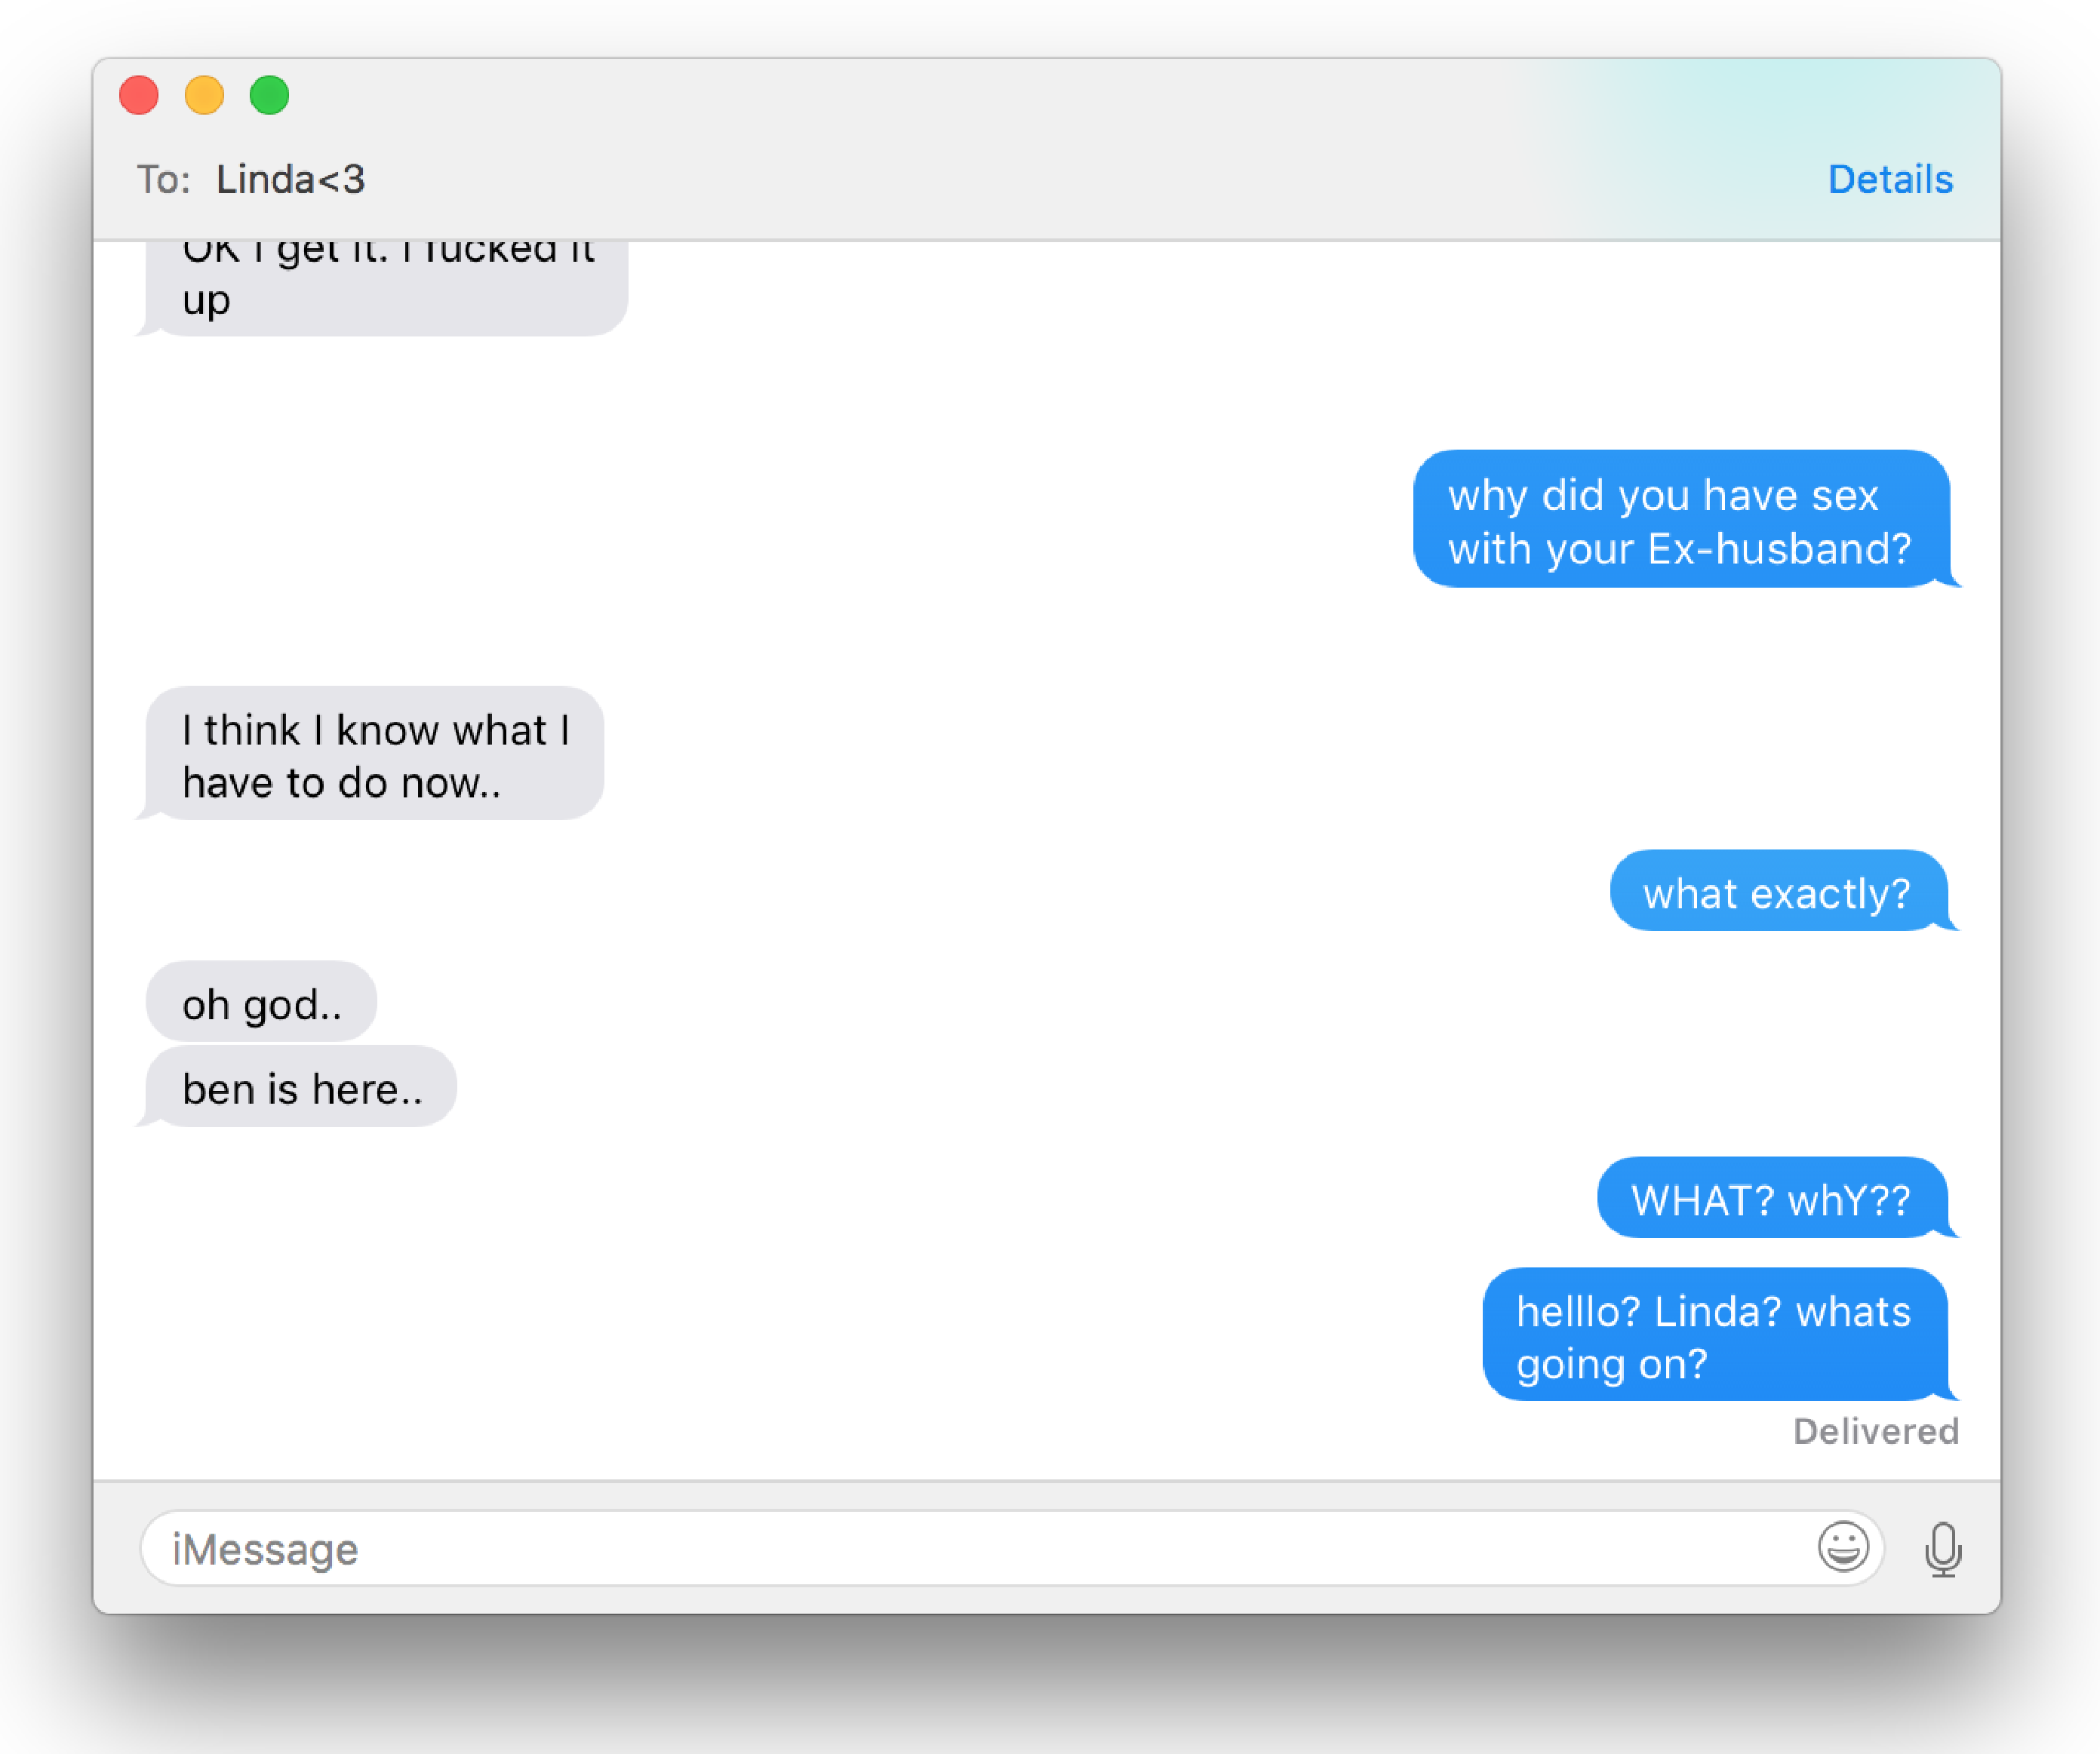 To: Linda<3
Details
OK I get it. I fucked it
up
why did you have sex
with your Ex-husband?
I think I know what I
have to do now..
what exactly?
oh god..
ben is here..
WHAT? whY??
helllo? Linda? whats
going on?
Delivered
iMessage